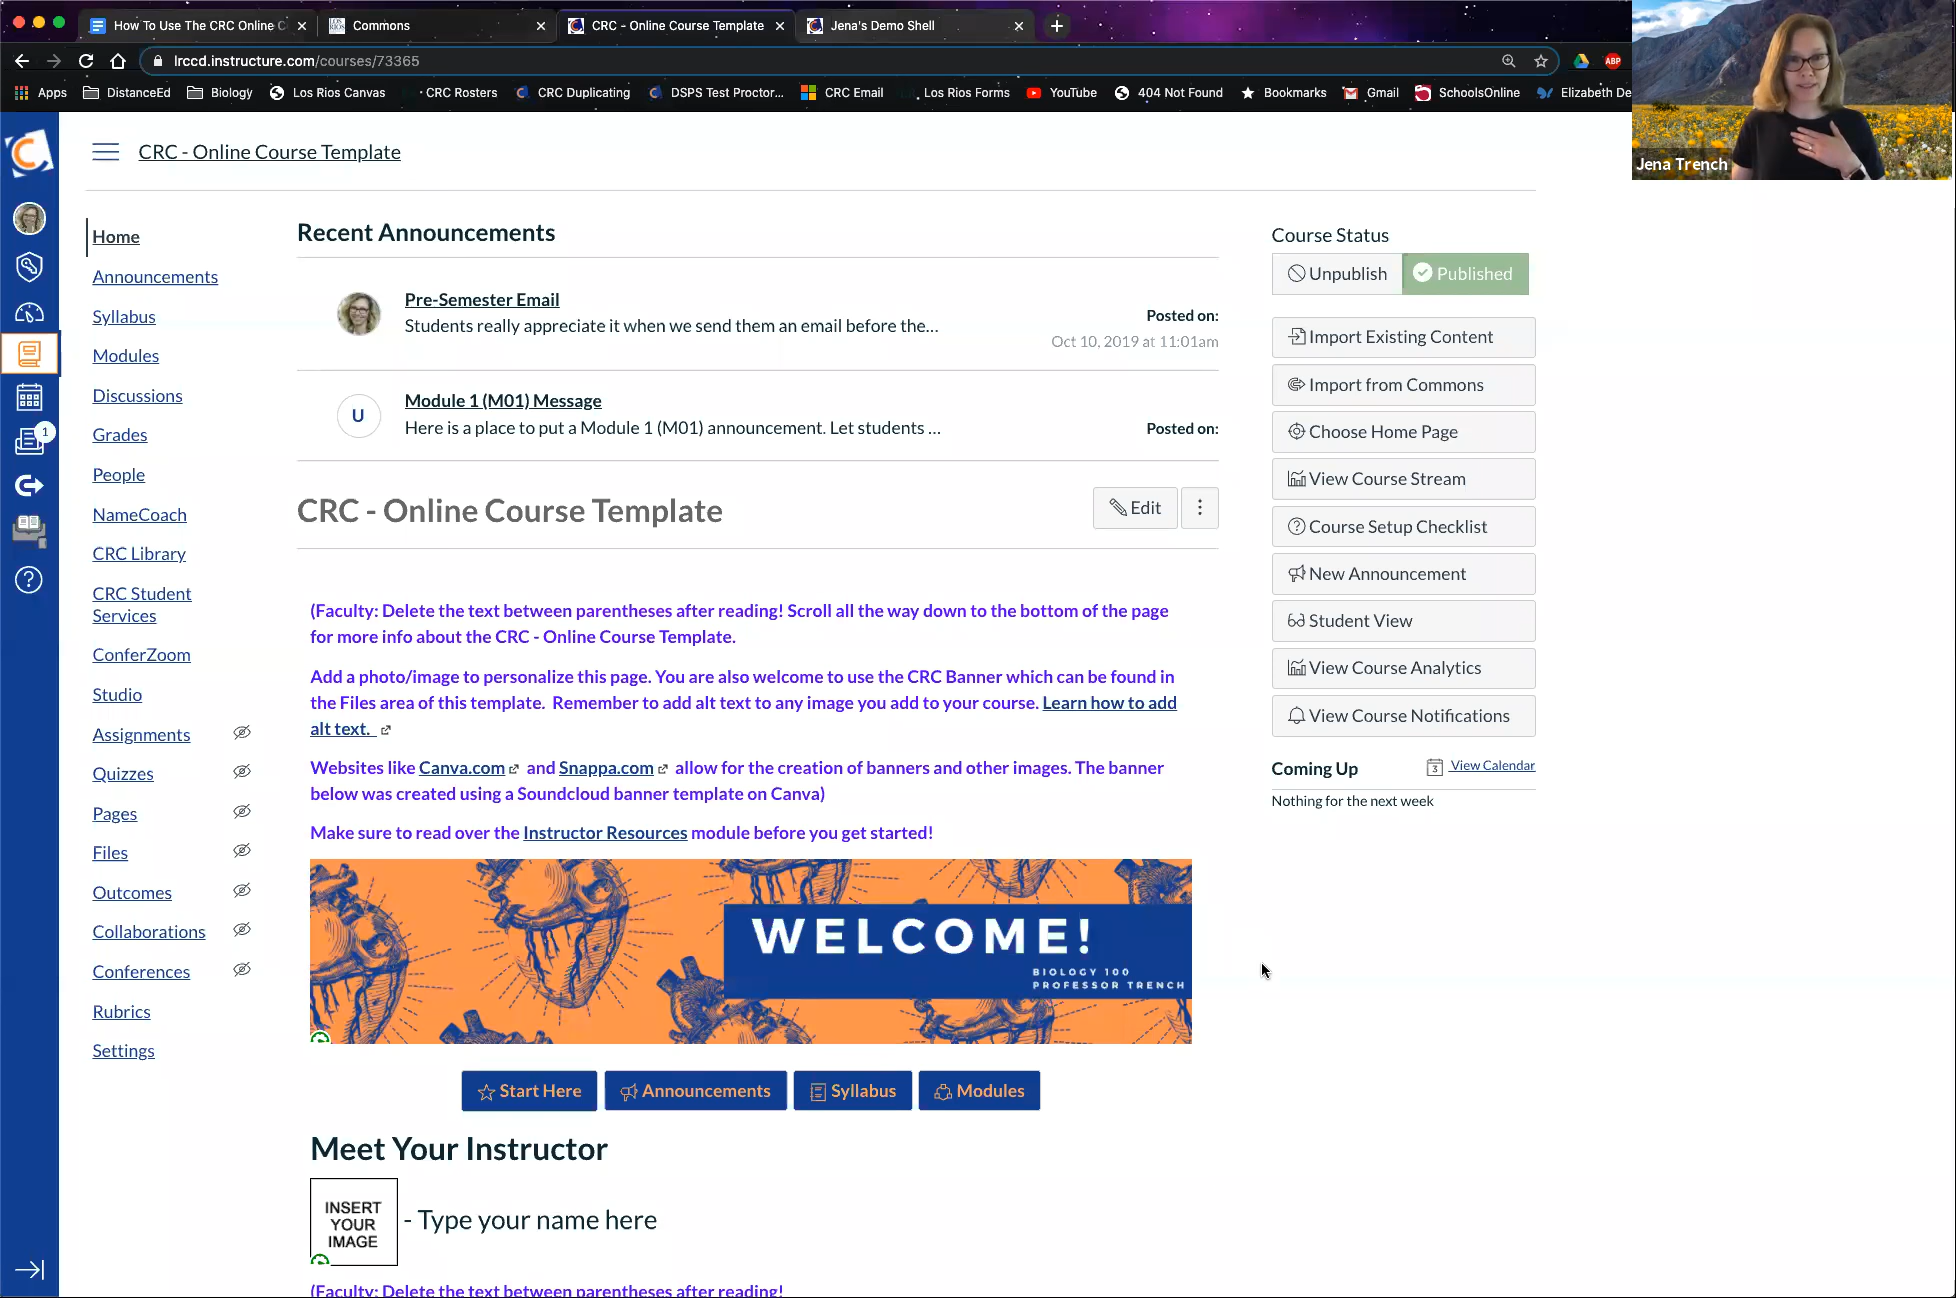 How To Use The CRC Online C
Commons
CRC - Online Course Template
Jena's Demo Shell
lrccd.instructure.com/courses/73365
ABP
Apps
DistanceEd
Biology
Los Rios Canvas
CRC Rosters
CRC Duplicating
DSPS Test Proctor...
CRC Email
Los Rios Forms
YouTube
404 Not Found
Bookmarks
Gmail
SchoolsOnline
Elizabeth De
Jena Trench
CRC - Online Course Template
1
Home
Announcements
Syllabus
Modules
Discussions
Grades
People
NameCoach
CRC Library
CRC Student
Services
ConferZoom
Studio
Assignments
Quizzes
Pages
Files
Outcomes
Collaborations
Conferences
Rubrics
Settings
Recent Announcements
Pre-Semester Email
Students really appreciate it when we send them an email before the...
Posted on:
Oct 10, 2019 at 11:01am
U
Module 1 (M01) Message
Here is a place to put a Module 1 (M01) announcement. Let students ...
Posted on:
CRC - Online Course Template
Edit
(Faculty: Delete the text between parentheses after reading! Scroll all the way down to the bottom of the page
for more info about the CRC - Online Course Template.
Add a photo/image to personalize this page. You are also welcome to use the CRC Banner which can be found in
the Files area of this template. Remember to add alt text to any image you add to your course. Learn how to add
alt text.
Websites like Canva.com and Snappa.com allow for the creation of banners and other images. The banner
below was created using a Soundcloud banner template on Canva)
Make sure to read over the Instructor Resources module before you get started!
WELCOME!
BIOLOGY 100
PROFESSOR TRENCH
Start Here
Announcements
Syllabus
Modules
Meet Your Instructor
INSERT
YOUR
IMAGE
- Type your name here
(Faculty: Delete the text between parentheses after reading!
Course Status
Unpublish
Published
Import Existing Content
Import from Commons
Choose Home Page
View Course Stream
Course Setup Checklist
New Announcement
Student View
View Course Analytics
View Course Notifications
Coming Up
3
View Calendar
Nothing for the next week